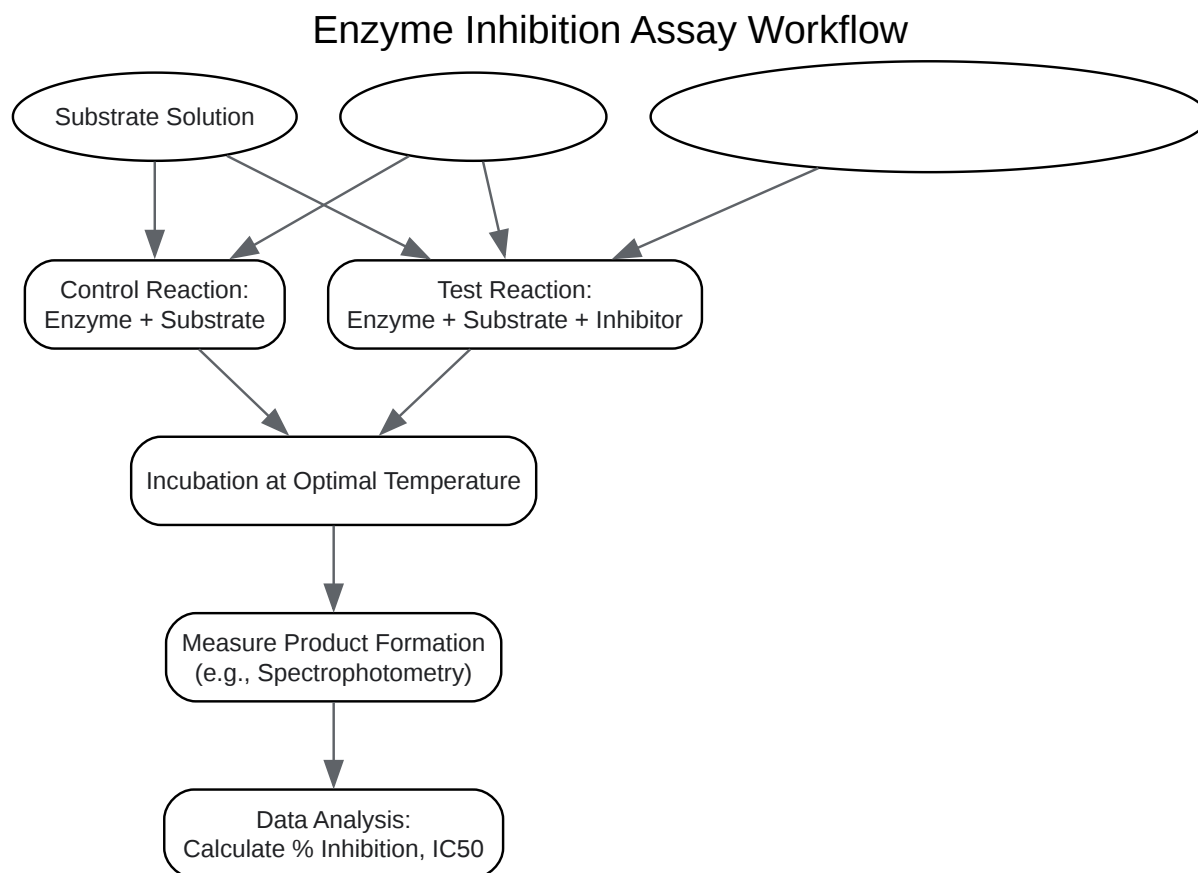 Enzyme Inhibition Assay Workflow
Substrate Solution
Control Reaction:
Enzyme + Substrate
Test Reaction:
Enzyme + Substrate + Inhibitor
Incubation at Optimal Temperature
Measure Product Formation
(e.g., Spectrophotometry)
Data Analysis:
Calculate % Inhibition, IC50